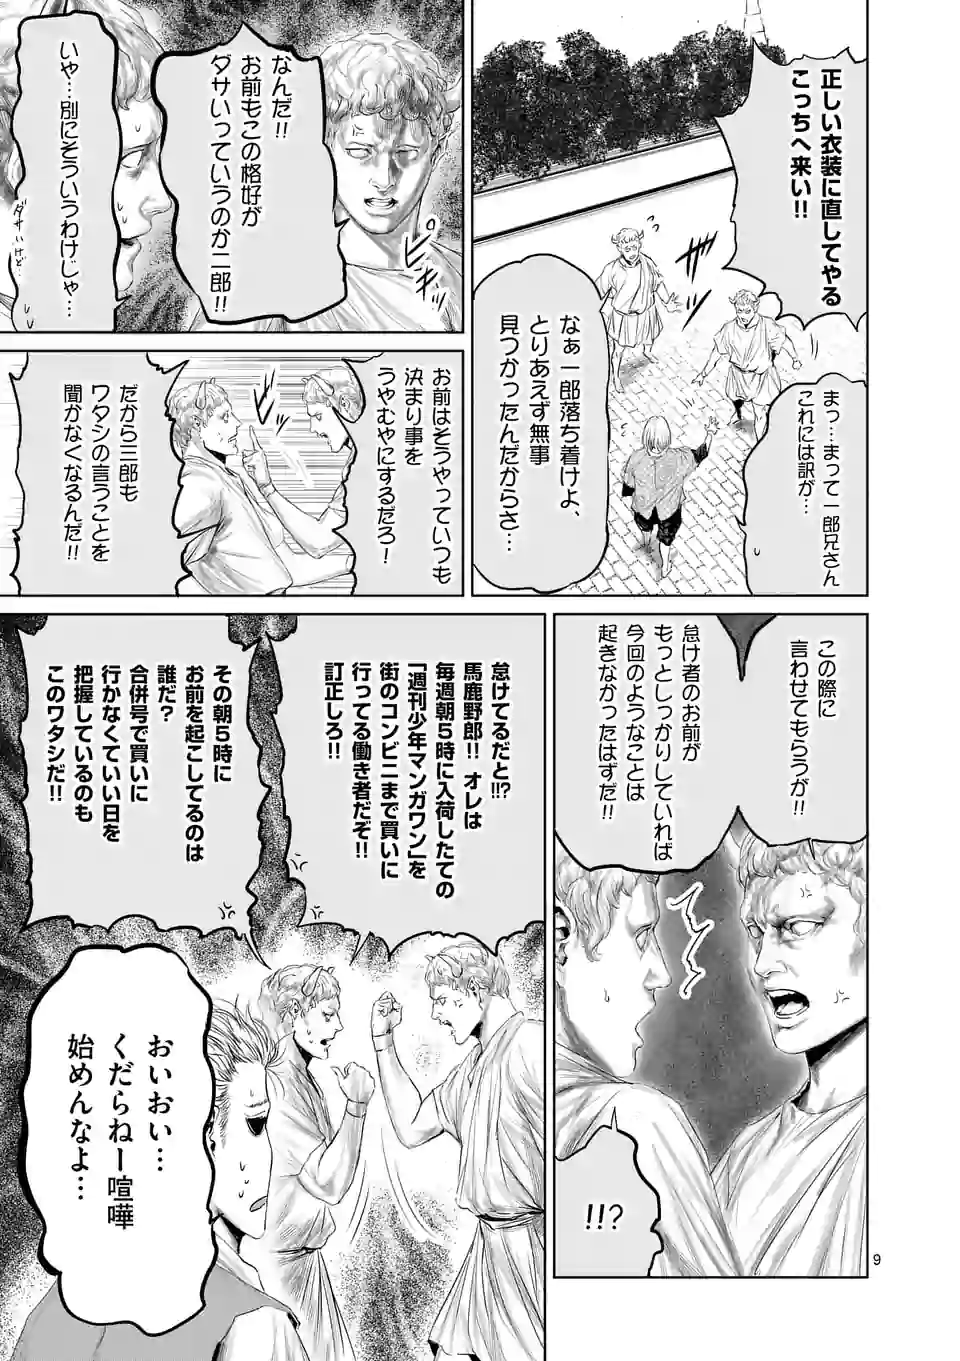 正しい衣装に直してやる
こっちへ来い!!
まっ…まって一郎兄さん
これには訳が…
なぁ一郎落ち着けよ、
とりあえず無事
見つかったんだからさ…
なんだ!!
お前もこの格好が
ダサいっていうのか二郎!!
ピキ
いや…別にそういうわけじゃ…
ダサいけど…
お前はそうやっていつも
決まり事を
うやむやにするだろ!
だから三郎も
ワタシの言うことを
聞かなくなるんだ!!
この際に
言わせてもらうが!!
怠け者のお前が
もっとしっかりしていれば
今回のようなことは
起きなかったはずだ!!
!!?
怠けてるだと!!?
馬鹿野郎!! オレは
毎週朝5時に入荷したての
「週刊少年マンガワン」を
街のコンビニまで買いに
行ってる働き者だぞ!!
訂正しろ!!
その朝5時に
お前を起こしてるのは
誰だ?
合併号で買いに
行かなくていい日を
把握しているのも
このワタシだ!!
おいおい…
くだらねー喧嘩
始めんなよ…
9